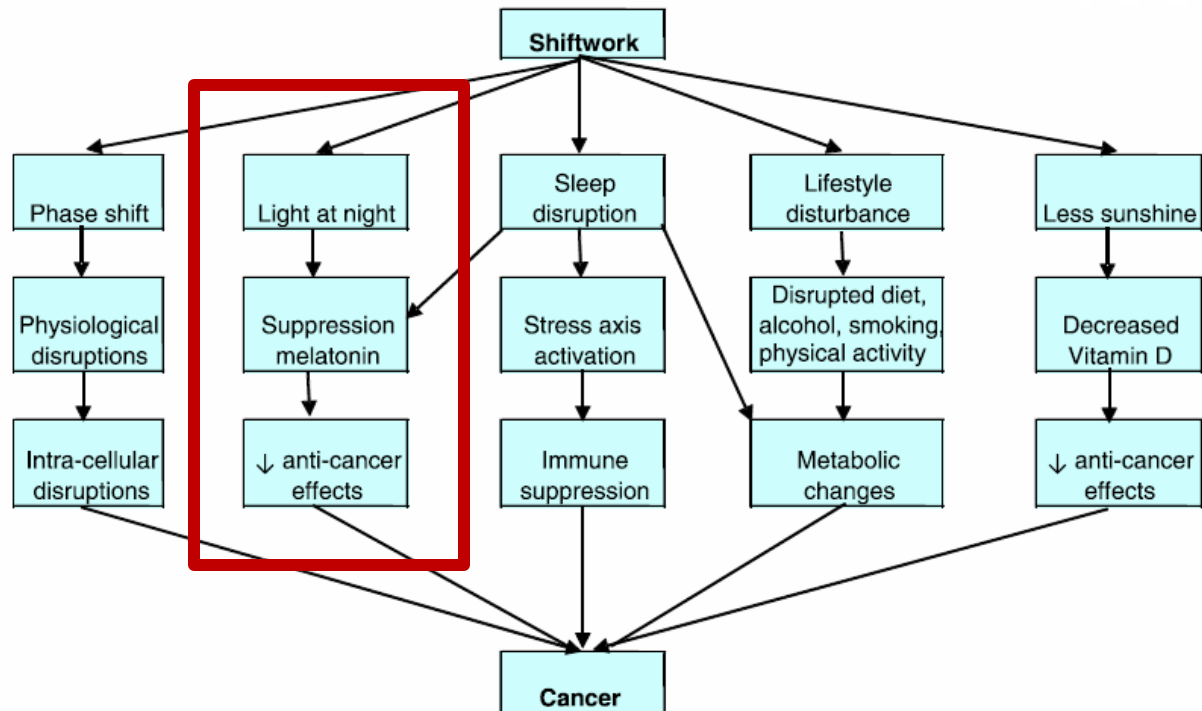 Shiftwork
Phase shift
Light at night
Sleep
disruption
Lifestyle
disturbance
Less sunshine
Physiological
disruptions
Suppression
melatonin
Stress axis
activation
Disrupted diet,
alcohol, smoking,
physical activity
Decreased
Vitamin D
Intra-cellular
disruptions
↓ anti-cancer
effects
Immune
suppression
Metabolic
changes
↓ anti-cancer
effects
Cancer